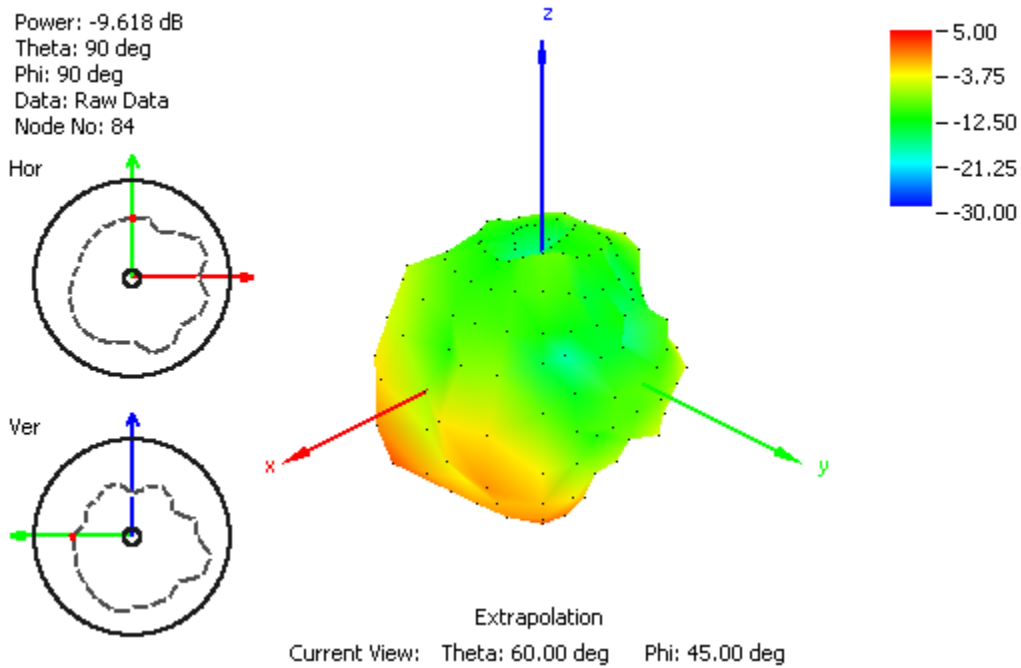 Power: -9.618 dB
Theta: 90 deg
Phi: 90 deg
Data: Raw Data
Node No: 84
Hor
Ver
z
x
y
5.00
-3.75
-12.50
-21.25
-30.00
Extrapolation
Current View: Theta: 60.00 deg Phi: 45.00 deg